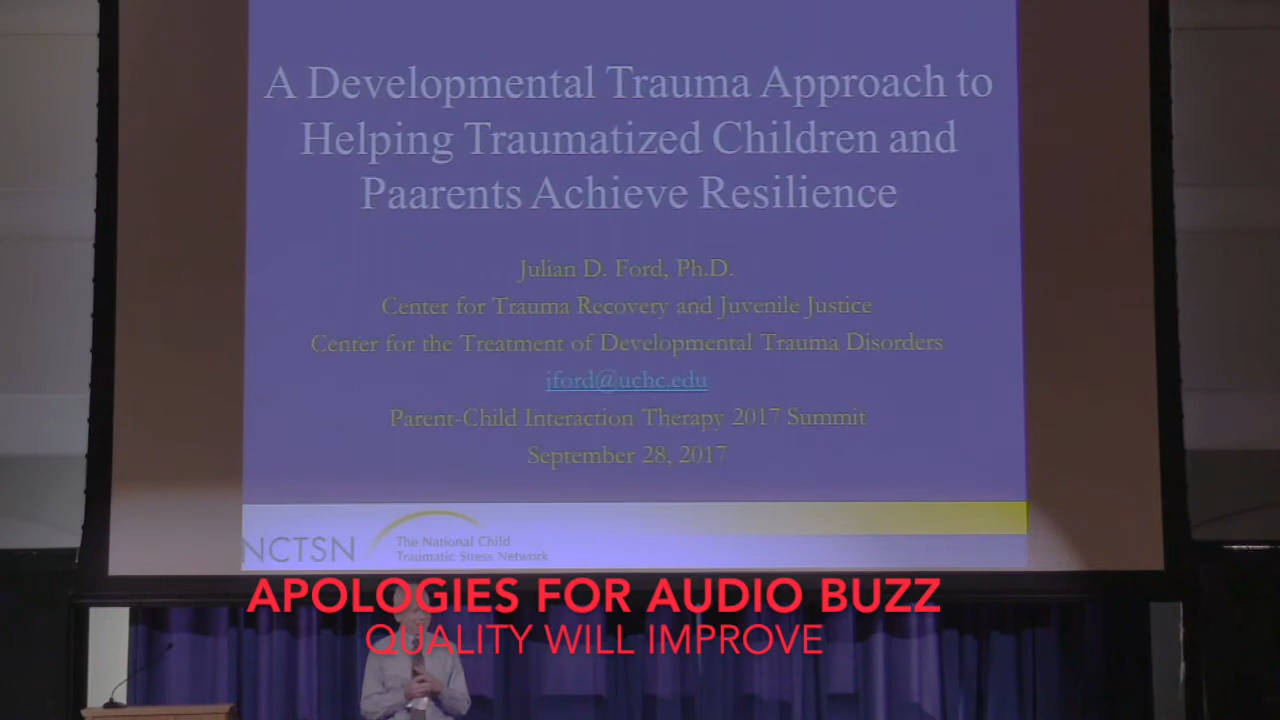 A Developmental Trauma Approach to
Helping Traumatized Children and
Paarents Achieve Resilience
Julian D. Ford, Ph.D.
Center for Trauma Recovery and Juvenile Justice
Center for the Treatment of Developmental Trauma Disorders
jford@uchc.edu
Parent-Child Interaction Therapy 2017 Summit
September 28, 2017
NCTSN
The National Child
Traumatic Stress Network
APOLOGIES FOR AUDIO BUZZ
QUALITY WILL IMPROVE